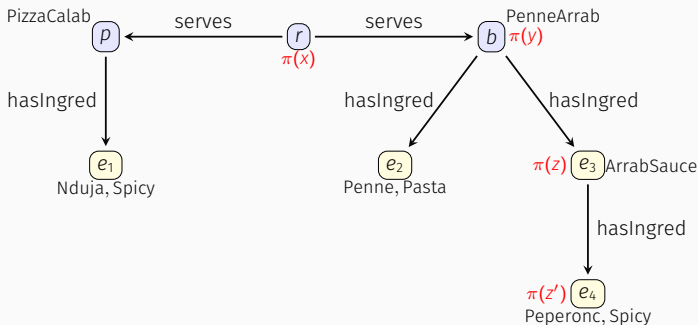 PizzaCalab
serves
serves
PenneArrab
p
r
b
π(y)
π(x)
hasIngred
hasIngred
hasIngred
e₁
e₂
π(z)
e₃
ArrabSauce
Nduja, Spicy
Penne, Pasta
hasIngred
π(z′)
e₄
Peperonc, Spicy